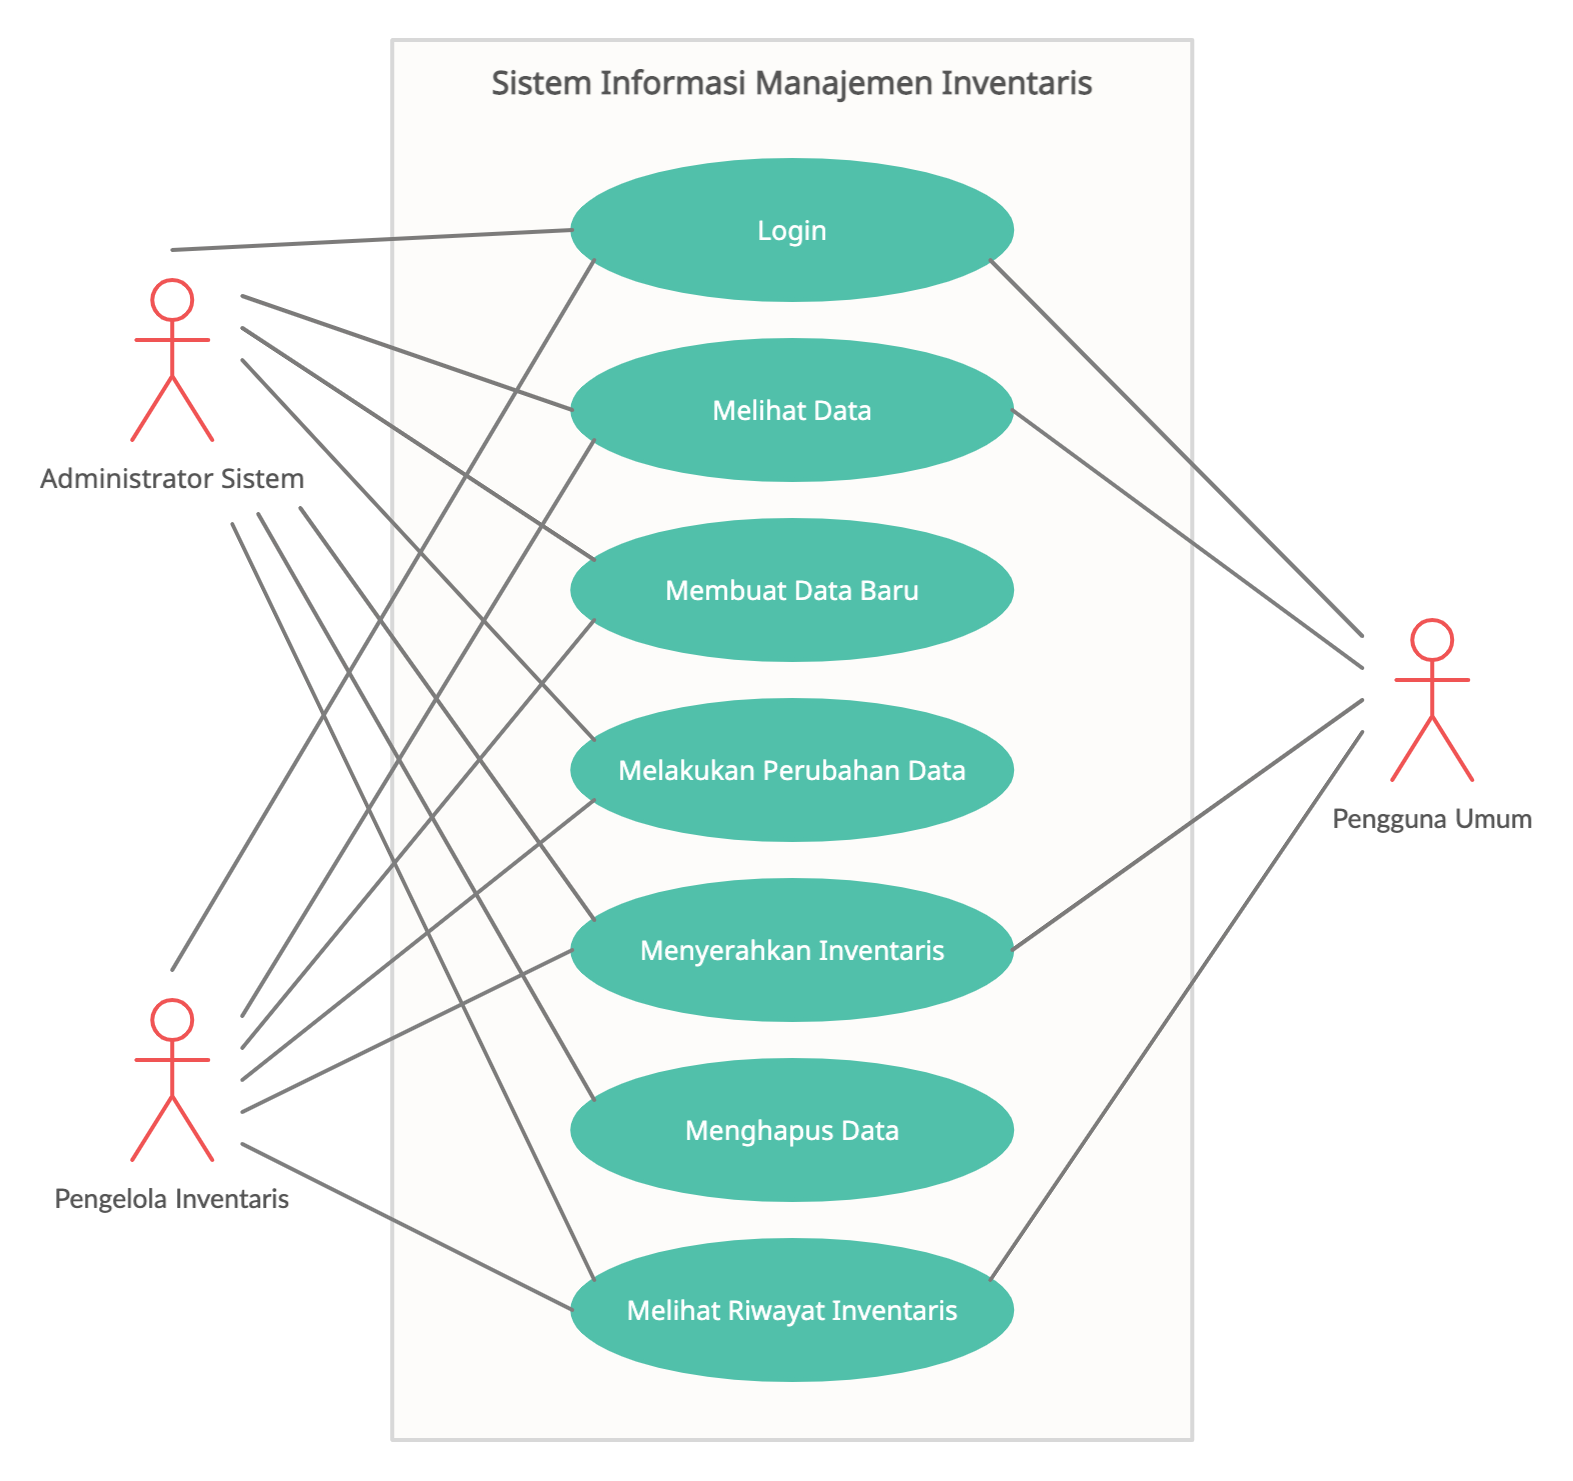 Sistem Informasi Manajemen Inventaris
Login
Melihat Data
Administrator Sistem
Membuat Data Baru
Melakukan Perubahan Data
Pengguna Umum
Menyerahkan Inventaris
Menghapus Data
Pengelola Inventaris
Melihat Riwayat Inventaris